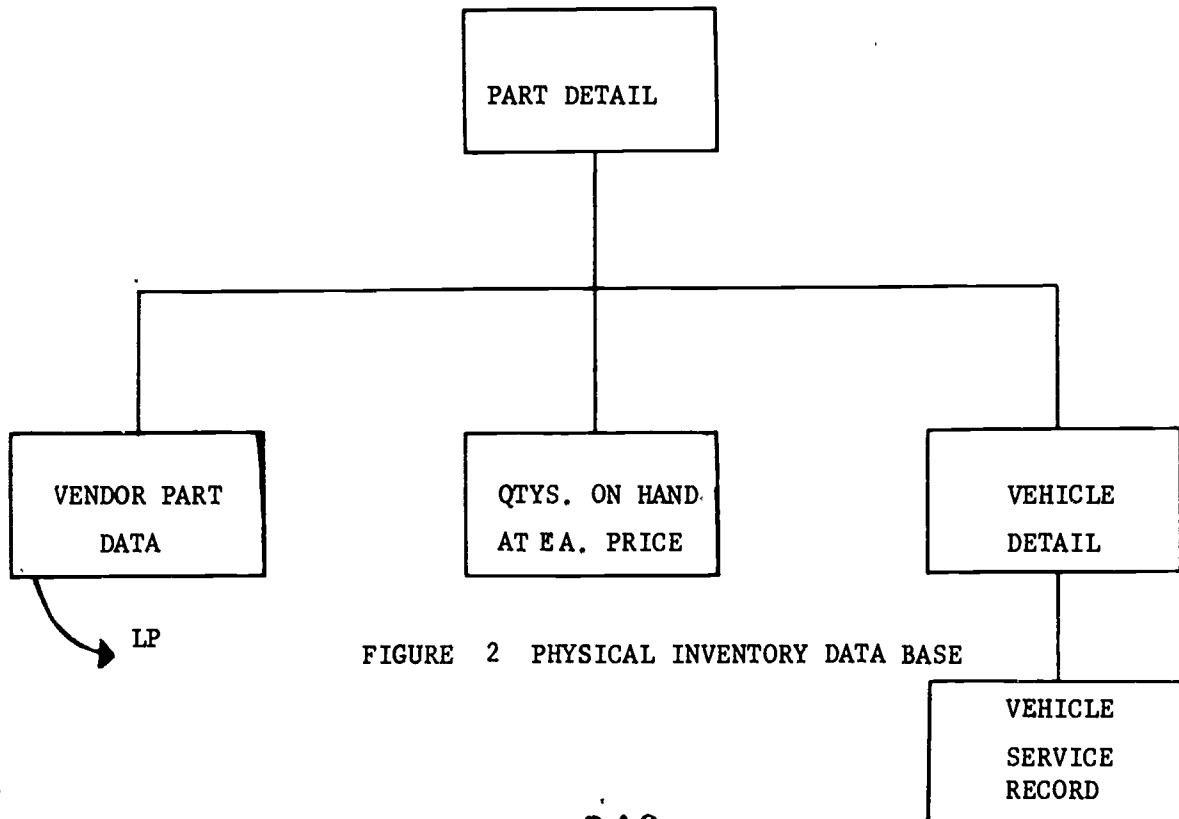 PART DETAIL
VENDOR PART
DATA
QTYS. ON HAND
AT EA. PRICE
VEHICLE
DETAIL
LP
FIGURE 2 PHYSICAL INVENTORY DATA BASE
VEHICLE
SERVICE
RECORD